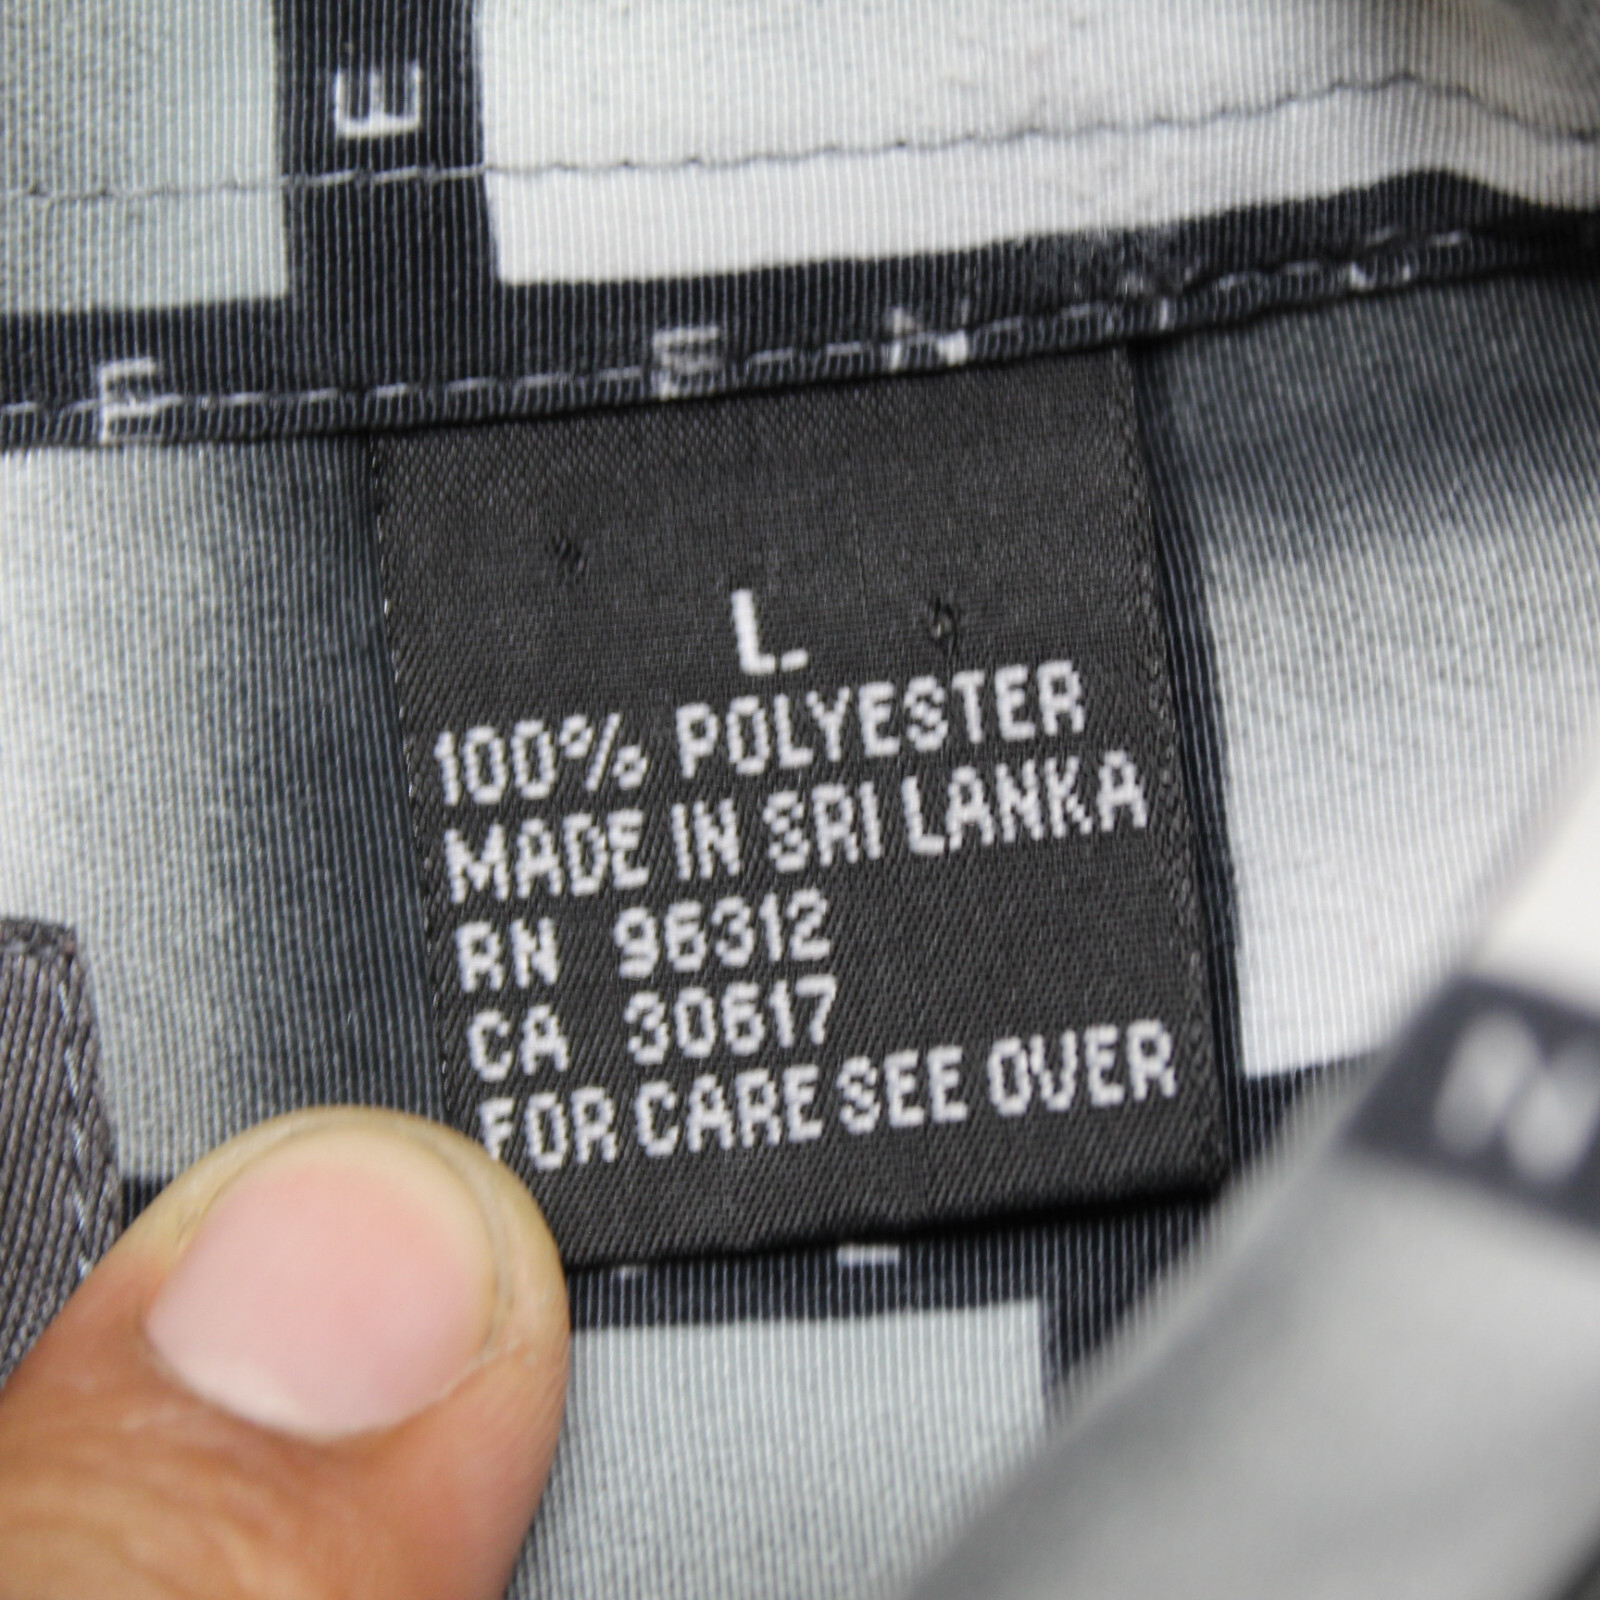 E
E E N
L
100% POLYESTER
MADE IN SRI LANKA
RN 96312
CA 30617
FOR CARE SEE OVER